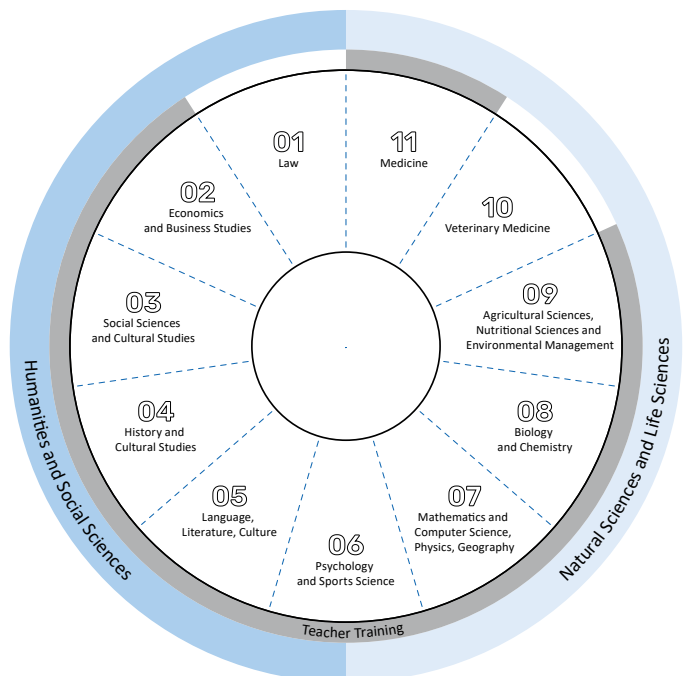 01
Law
02
Economics
and Business Studies
03
Social Sciences
and Cultural Studies
04
History and
Cultural Studies
05
Language,
Literature, Culture
06
Psychology
and Sports Science
07
Mathematics and
Computer Science,
Physics, Geography
08
Biology
and Chemistry
09
Agricultural Sciences,
Nutritional Sciences and
Environmental Management
10
Veterinary Medicine
11
Medicine
Humanities and Social Sciences
Teacher Training
Natural Sciences and Life Sciences